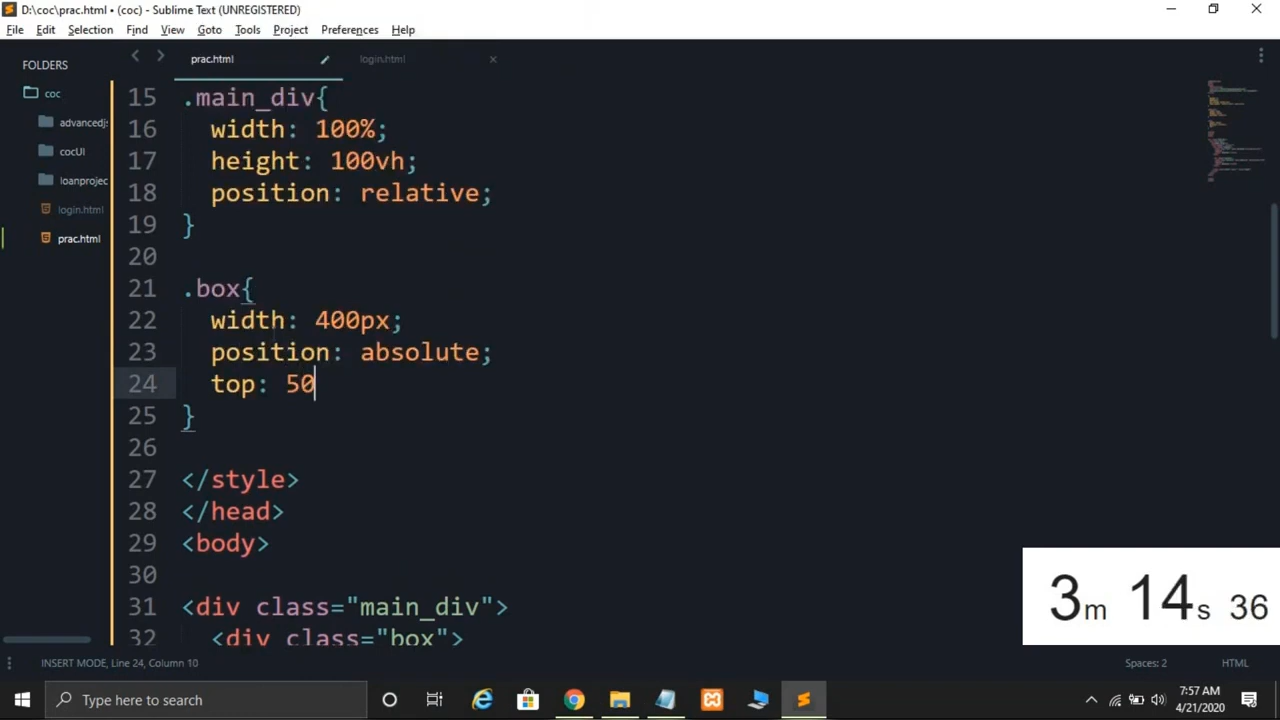 D:\coc\prac.html • (coc) - Sublime Text (UNREGISTERED)
File Edit Selection Find View Goto Tools Project Preferences Help
FOLDERS
coc
advancedj
cocUI
loanprojec
login.html
prac.html
prac.html login.html
15 .main_div{
16 width: 100%;
17 height: 100vh;
18 position: relative;
19 }
20
21 .box{
22 width: 400px;
23 position: absolute;
24 top: 50
25 }
26
27 </style>
28 </head>
29 <body>
30
31 <div class="main_div">
32 <div class="box">
3m 14s 36
INSERT MODE, Line 24, Column 10 Spaces: 2 HTML
Type here to search
7:57 AM
4/21/2020